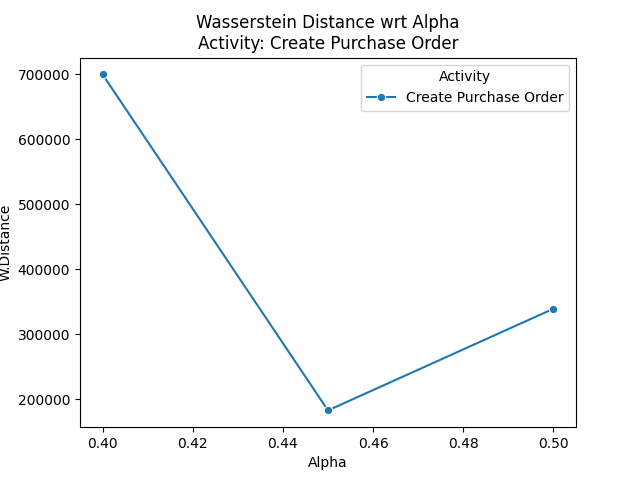 Wasserstein Distance wrt Alpha
Activity: Create Purchase Order
Activity
Create Purchase Order
700000
600000
500000
400000
300000
200000
W.Distance
0.40 0.42 0.44 0.46 0.48 0.50
Alpha